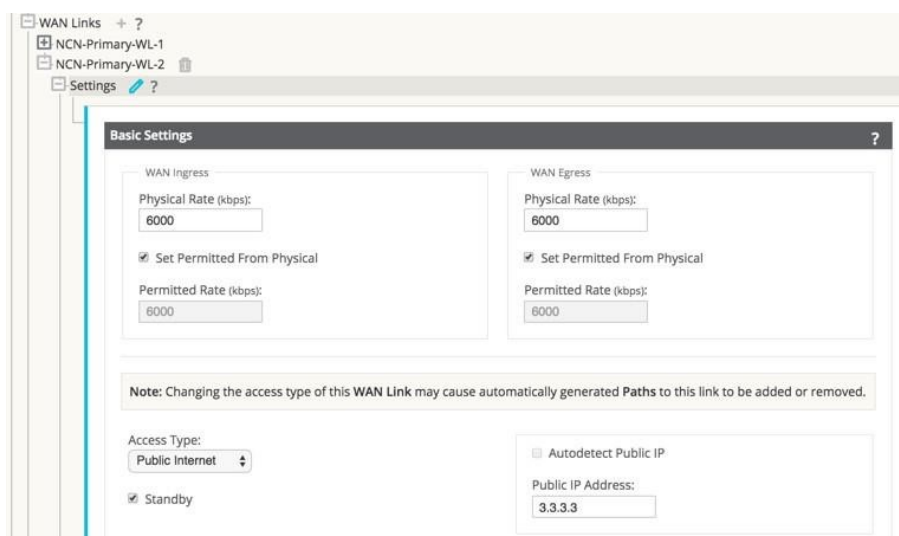 WAN Links + ?
NCN-Primary-WL-1
NCN-Primary-WL-2
Settings ?
Basic Settings ?
WAN Ingress
Physical Rate (kbps):
6000
Set Permitted From Physical
Permitted Rate (kbps):
6000
WAN Egress
Physical Rate (kbps):
6000
Set Permitted From Physical
Permitted Rate (kbps):
6000
Note: Changing the access type of this WAN Link may cause automatically generated Paths to this link to be added or removed.
Access Type:
Public Internet
Standby
Autodetect Public IP
Public IP Address:
3.3.3.3